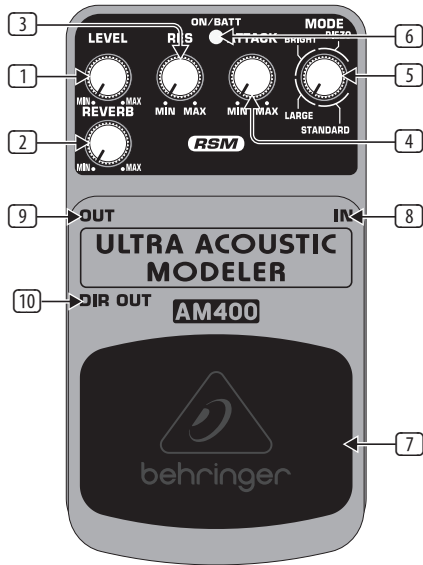 3 ON/BATT 6
LEVEL RES ATTACK MODE
BRIGHT PIEZO
1 5
MIN MAX MIN MAX MIN MAX LARGE
REVERB STANDARD 4
2
MIN MAX RSM
9 OUT IN 8
ULTRA ACOUSTIC
MODELER
10 DIR OUT AM400
7
behringer